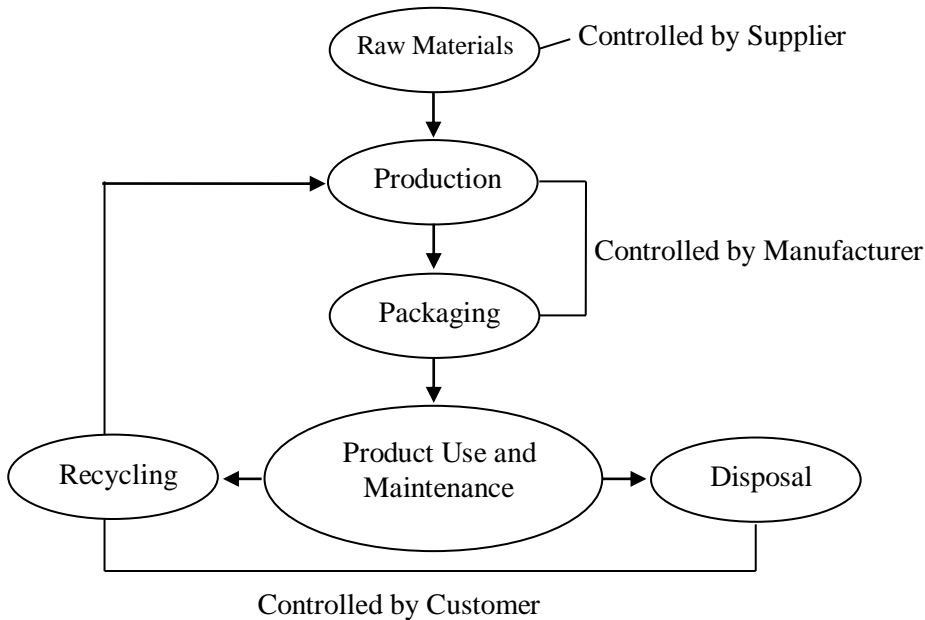 Raw Materials
Controlled by Supplier
Production
Controlled by Manufacturer
Packaging
Product Use and
Maintenance
Recycling
Disposal
Controlled by Customer